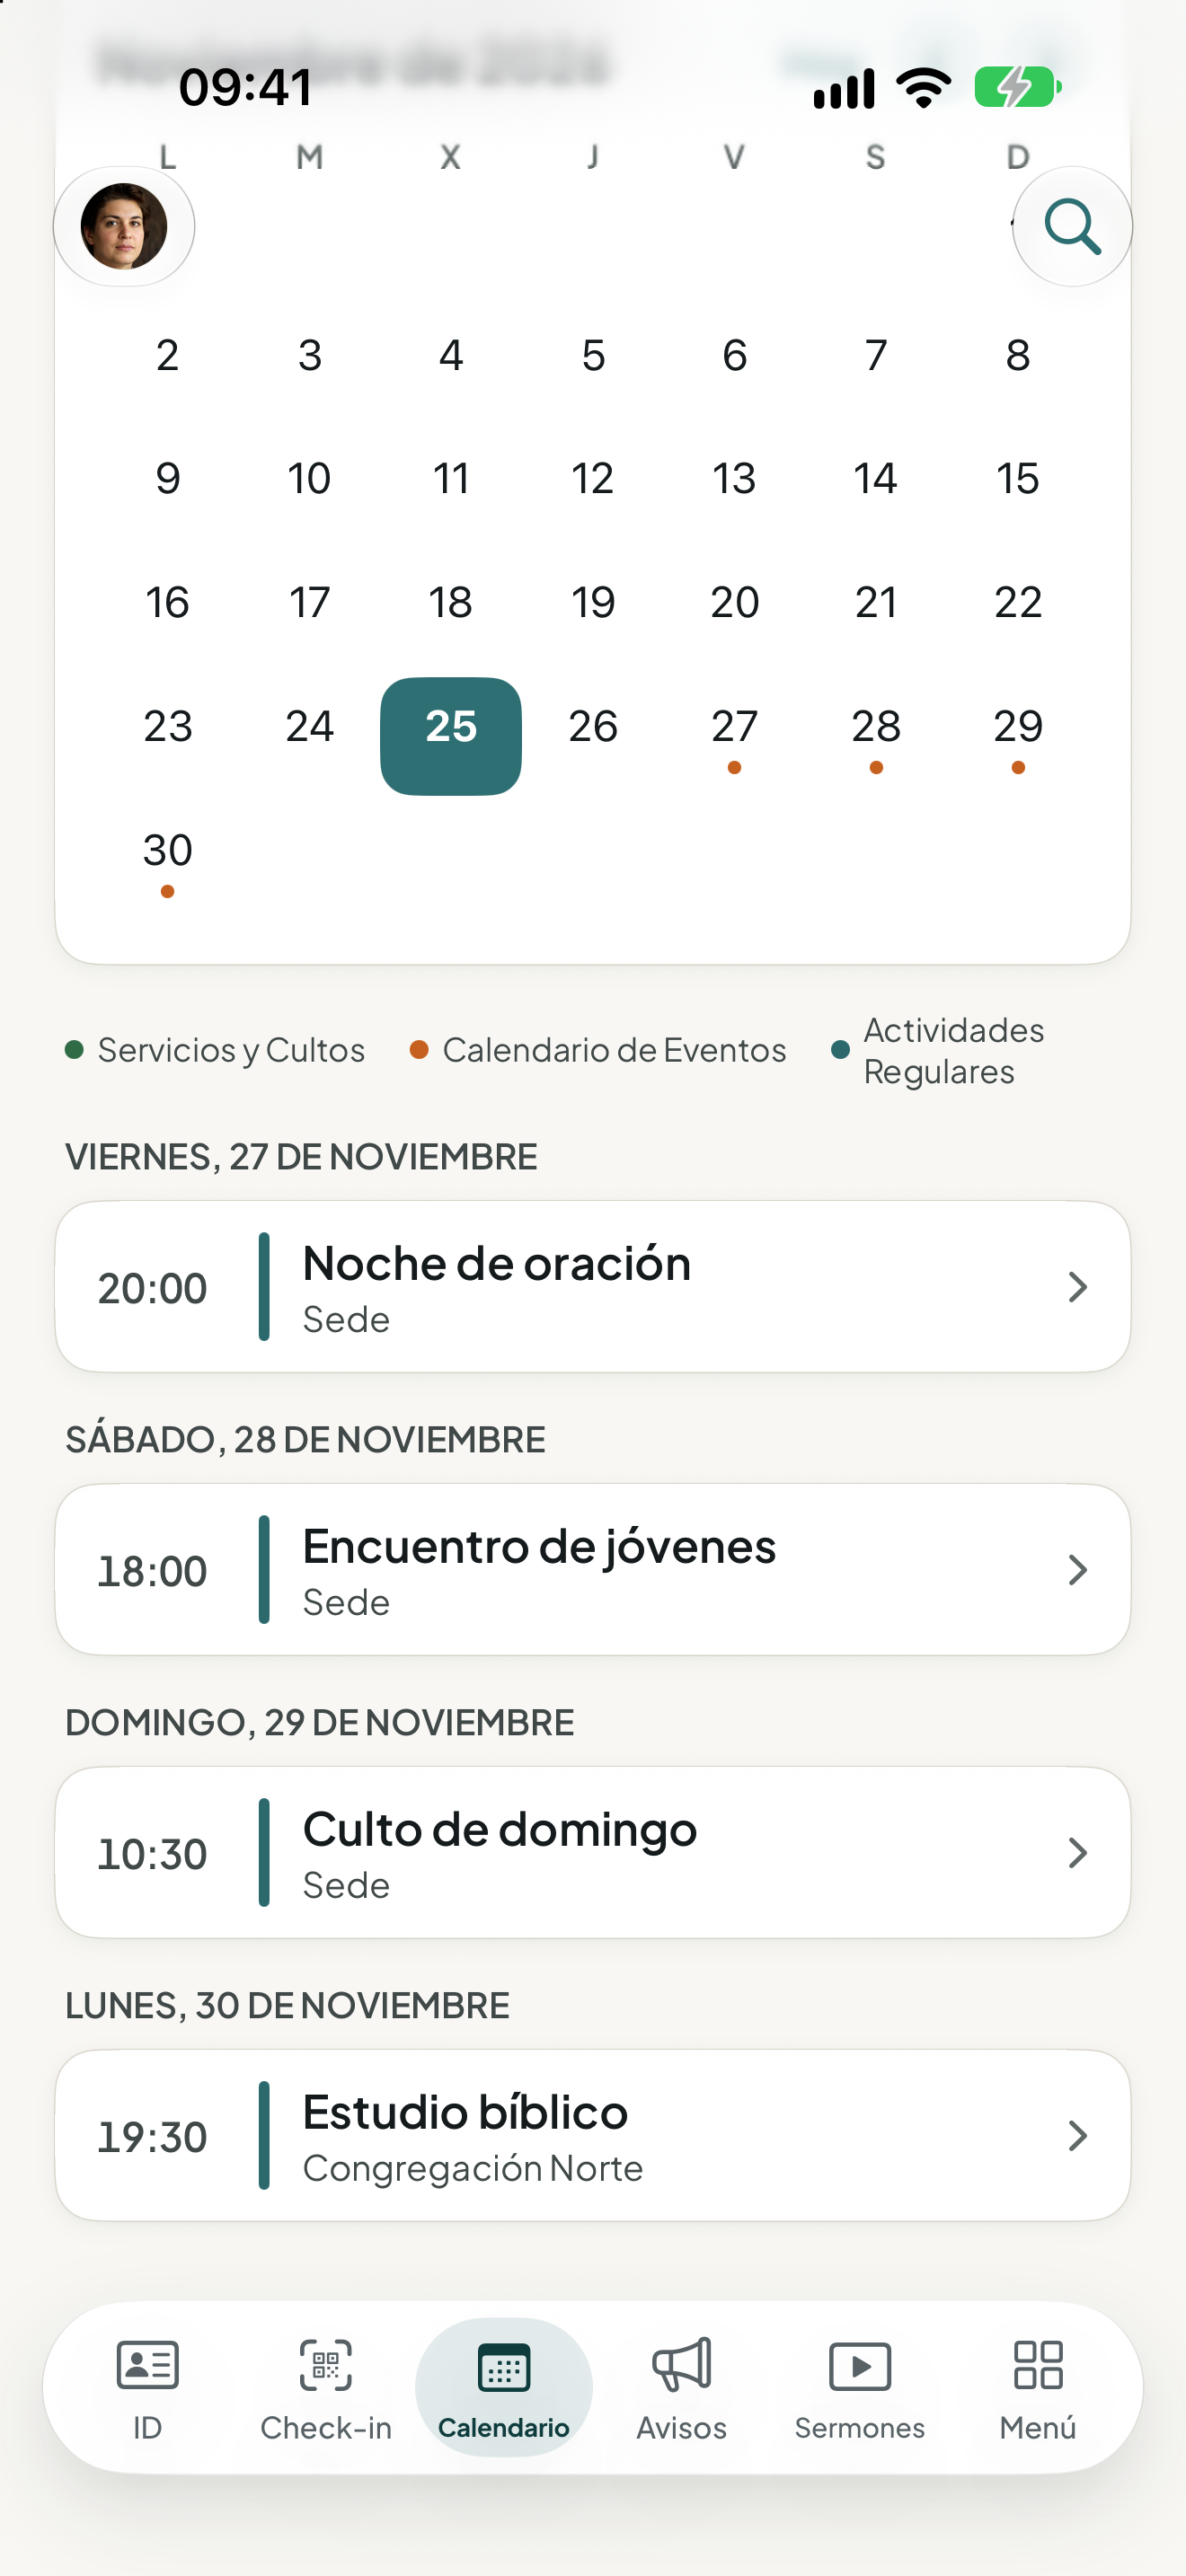 Noviembre de 2026
09:41
L M X J V S D
2 3 4 5 6 7 8
9 10 11 12 13 14 15
16 17 18 19 20 21 22
23 24 25 26 27 28 29
30
Servicios y Cultos
Calendario de Eventos
Actividades
Regulares
VIERNES, 27 DE NOVIEMBRE
20:00
Noche de oración
Sede
SÁBADO, 28 DE NOVIEMBRE
18:00
Encuentro de jóvenes
Sede
DOMINGO, 29 DE NOVIEMBRE
10:30
Culto de domingo
Sede
LUNES, 30 DE NOVIEMBRE
19:30
Estudio bíblico
Congregación Norte
ID
Check-in
Calendario
Avisos
Sermones
Menú